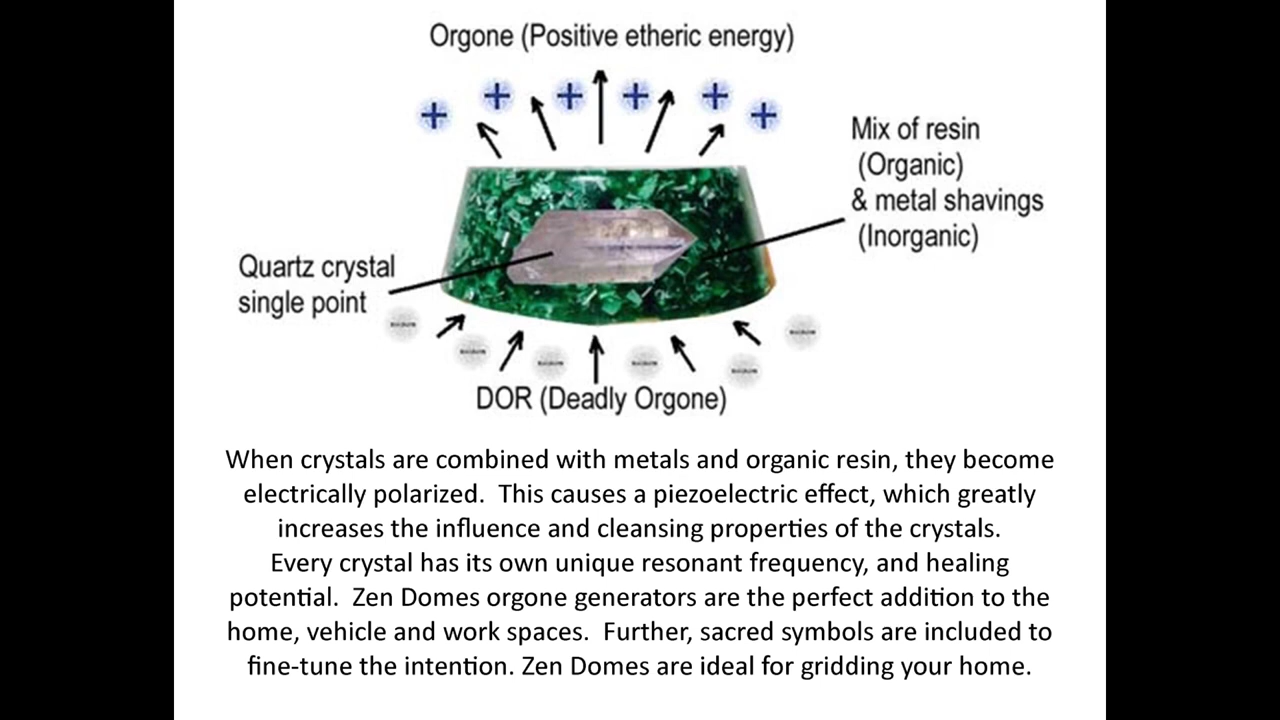 Orgone (Positive etheric energy)
Mix of resin
(Organic)
& metal shavings
(Inorganic)
Quartz crystal
single point
DOR (Deadly Orgone)
When crystals are combined with metals and organic resin, they become
electrically polarized.  This causes a piezoelectric effect, which greatly
increases the influence and cleansing properties of the crystals.
Every crystal has its own unique resonant frequency, and healing
potential.  Zen Domes orgone generators are the perfect addition to the
home, vehicle and work spaces.  Further, sacred symbols are included to
fine-tune the intention. Zen Domes are ideal for gridding your home.